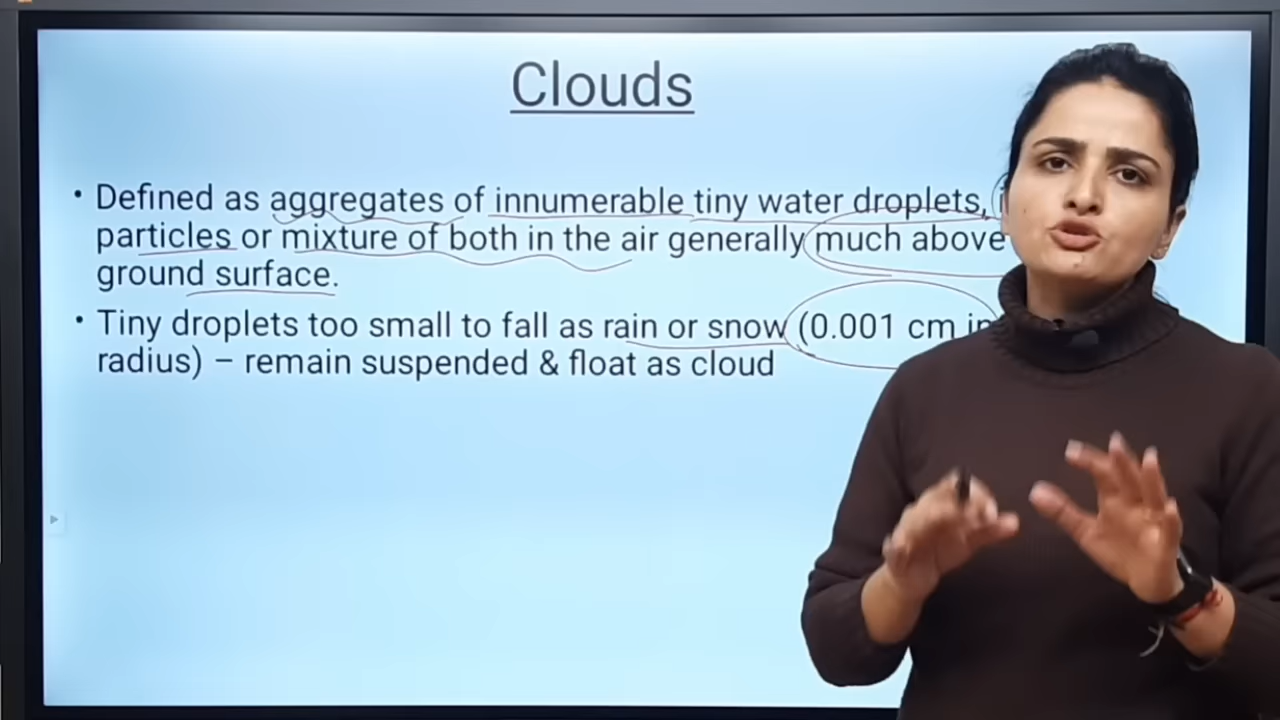 Clouds
• Defined as aggregates of innumerable tiny water droplets,
particles or mixture of both in the air generally much above
ground surface.
• Tiny droplets too small to fall as rain or snow (0.001 cm in
radius) – remain suspended & float as cloud